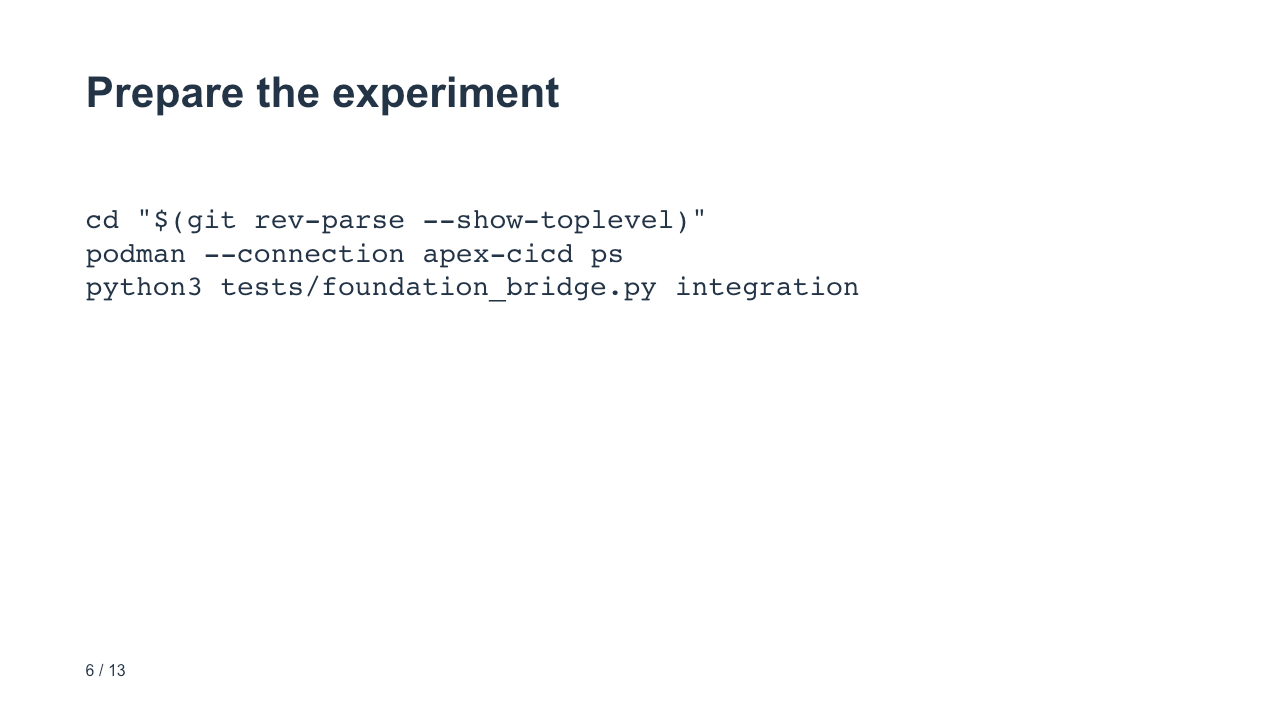 Prepare the experiment
cd "$(git rev-parse --show-toplevel)"
podman --connection apex-cicd ps
python3 tests/foundation_bridge.py integration
6 / 13